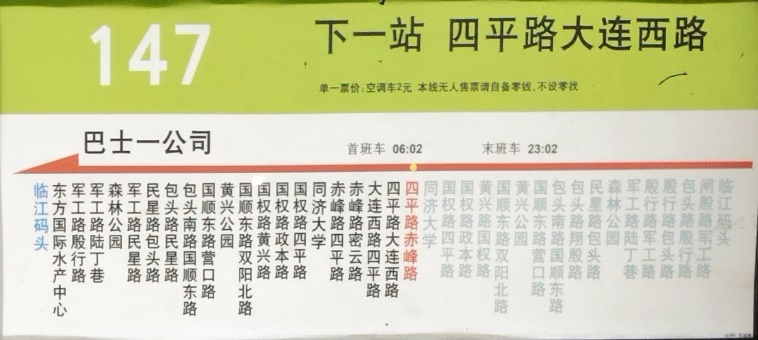 147
下一站 四平路大连西路
单一票价,空调车2元 本线无人售票请自备零钱,不设零找
巴士一公司
首班车 06:02
末班车 23:02
临江码头
东方国际水产中心
军工路殷行路
军工路陆丁巷
森林公园
军工路民星路
民星路包头路
包头路民星路
包头南路国顺东路
国顺东路营口路
黄兴公园
国顺东路双阳北路
国权路黄兴路
国权路政本路
国权路四平路
同济大学
赤峰路四平路
赤峰路密云路
大连西路四平路
四平路大连西路
四平路赤峰路
同济大学
国权路四平路
国权路政本路
黄兴路国权路
国顺东路双阳北路
黄兴公园
国顺东路营口路
包头南路国顺东路
包头路翔殷路
民星路包头路
森林公园
军工路陆丁巷
殷行路军工路
殷行路包头路
包头路殷行路
闸殷路军工路
临江码头